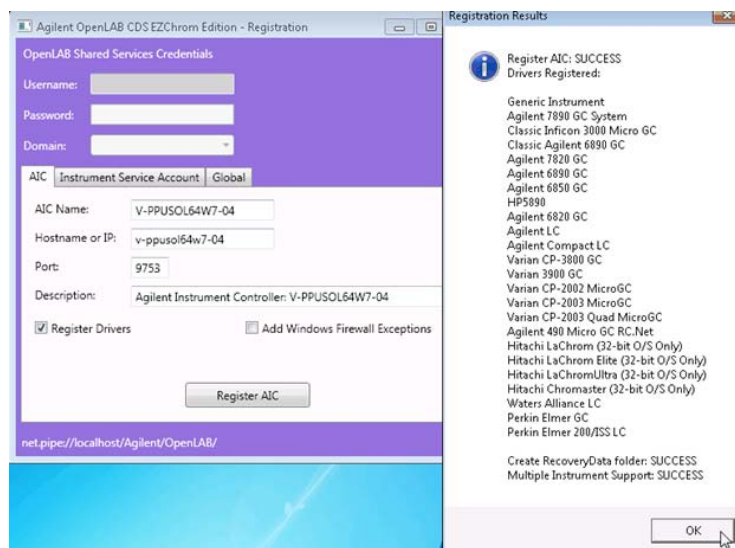 Agilent OpenLAB CDS EZChrom Edition - Registration
OpenLAB Shared Services Credentials
Username:
Password:
Domain:
AIC Instrument Service Account Global
AIC Name: V-PPUSOL64W7-04
Hostname or IP: v-ppusol64w7-04
Port: 9753
Description: Agilent Instrument Controller: V-PPUSOL64W7-04
Register Drivers Add Windows Firewall Exceptions
Register AIC
net.pipe://localhost/Agilent/OpenLAB/
Registration Results
Register AIC: SUCCESS
Drivers Registered:
Generic Instrument
Agilent 7890 GC System
Classic Inficon 3000 Micro GC
Classic Agilent 6890 GC
Agilent 7820 GC
Agilent 6890 GC
Agilent 6850 GC
HP5890
Agilent 6820 GC
Agilent LC
Agilent Compact LC
Varian CP-3800 GC
Varian 3900 GC
Varian CP-2002 MicroGC
Varian CP-2003 MicroGC
Varian CP-2003 Quad MicroGC
Agilent 490 Micro GC RC.Net
Hitachi LaChrom (32-bit O/S Only)
Hitachi LaChrom Elite (32-bit O/S Only)
Hitachi LaChromUltra (32-bit O/S Only)
Hitachi Chromaster (32-bit O/S Only)
Waters Alliance LC
Perkin Elmer GC
Perkin Elmer 200/ISS LC
Create RecoveryData folder: SUCCESS
Multiple Instrument Support: SUCCESS
OK